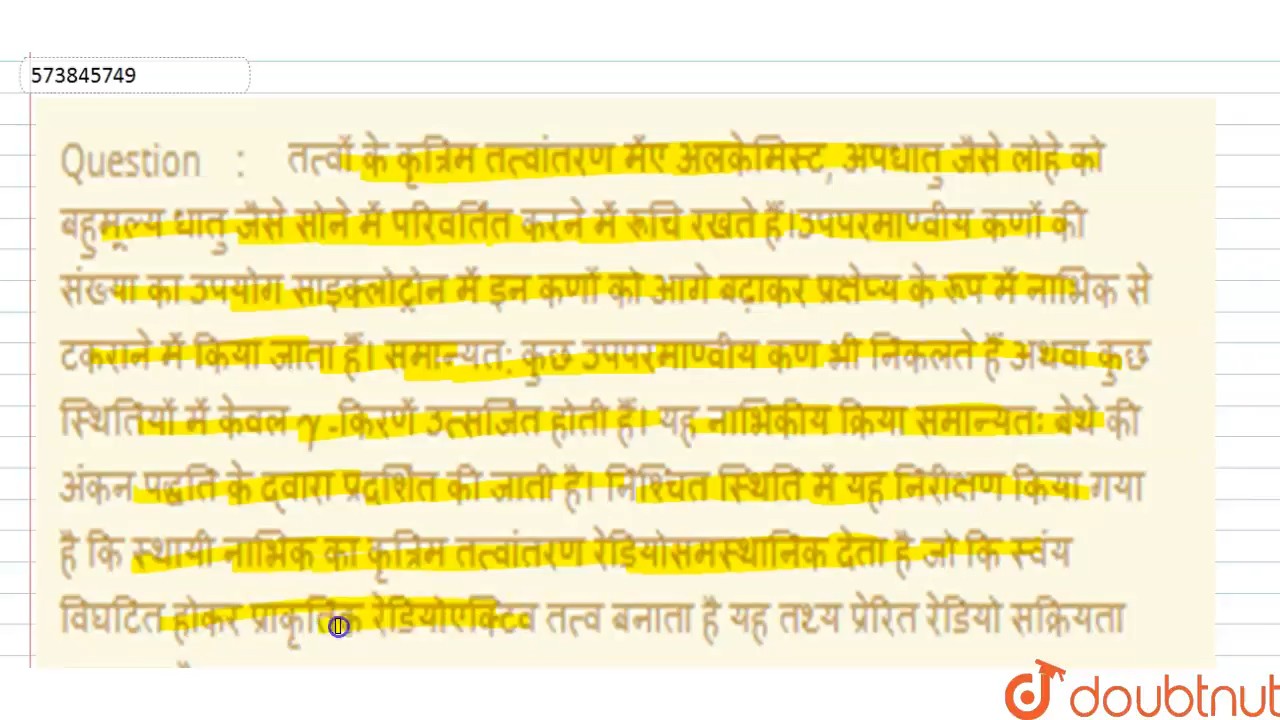 573845749
Question : तत्वों के कृत्रिम तत्वांतरण मेंए अलकेमिस्ट, अपधातु जैसे लोहे को
बहुमूल्य धातु जैसे सोने में परिवर्तित करने में रुचि रखते हैं।उपपरमाण्वीय कणों की
संख्या का उपयोग साइक्लोट्रोन में इन कणों को आगे बढ़ाकर प्रक्षेप्य के रूप में नाभिक से
टकराने में किया जाता हैं। समान्यत: कुछ उपपरमाण्वीय कण भी निकलते हैं अथवा कुछ
स्थितियों में केवल γ -किरणें उत्सर्जित होती हैं। यह नाभिकीय क्रिया समान्यतः बेथे की
अंकन पद्धति के द्वारा प्रदर्शित की जाती है। निश्चित स्थिति में यह निरीक्षण किया गया
है कि स्थायी नाभिक का कृत्रिम तत्वांतरण रेडियोसमस्थानिक देता है जो कि स्वंय
विघटित होकर प्राकृतिक रेडियोएक्टिव तत्व बनाता है यह तथ्य प्रेरित रेडियो सक्रियता
doubtnut